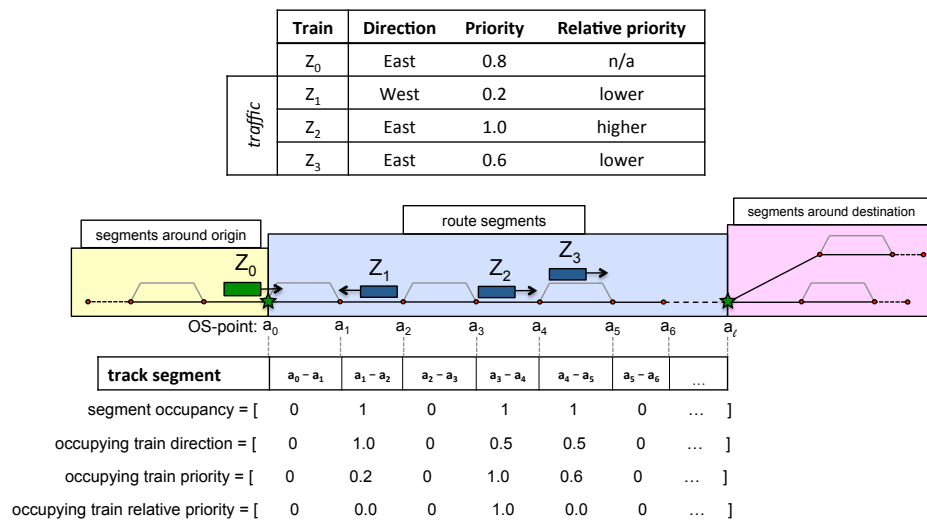 Train Direction Priority Relative priority
Z₀ East 0.8 n/a
traffic
Z₁ West 0.2 lower
Z₂ East 1.0 higher
Z₃ East 0.6 lower
segments around origin
route segments
segments around destination
Z₀ Z₁ Z₂ Z₃
OS-point: a₀ a₁ a₂ a₃ a₄ a₅ a₆ aℓ
track segment a₀ – a₁ a₁ – a₂ a₂ – a₃ a₃ – a₄ a₄ – a₅ a₅ – a₆ ...
segment occupancy = [ 0 1 0 1 1 0 ... ]
occupying train direction = [ 0 1.0 0 0.5 0.5 0 ... ]
occupying train priority = [ 0 0.2 0 1.0 0.6 0 ... ]
occupying train relative priority = [ 0 0.0 0 1.0 0.0 0 ... ]